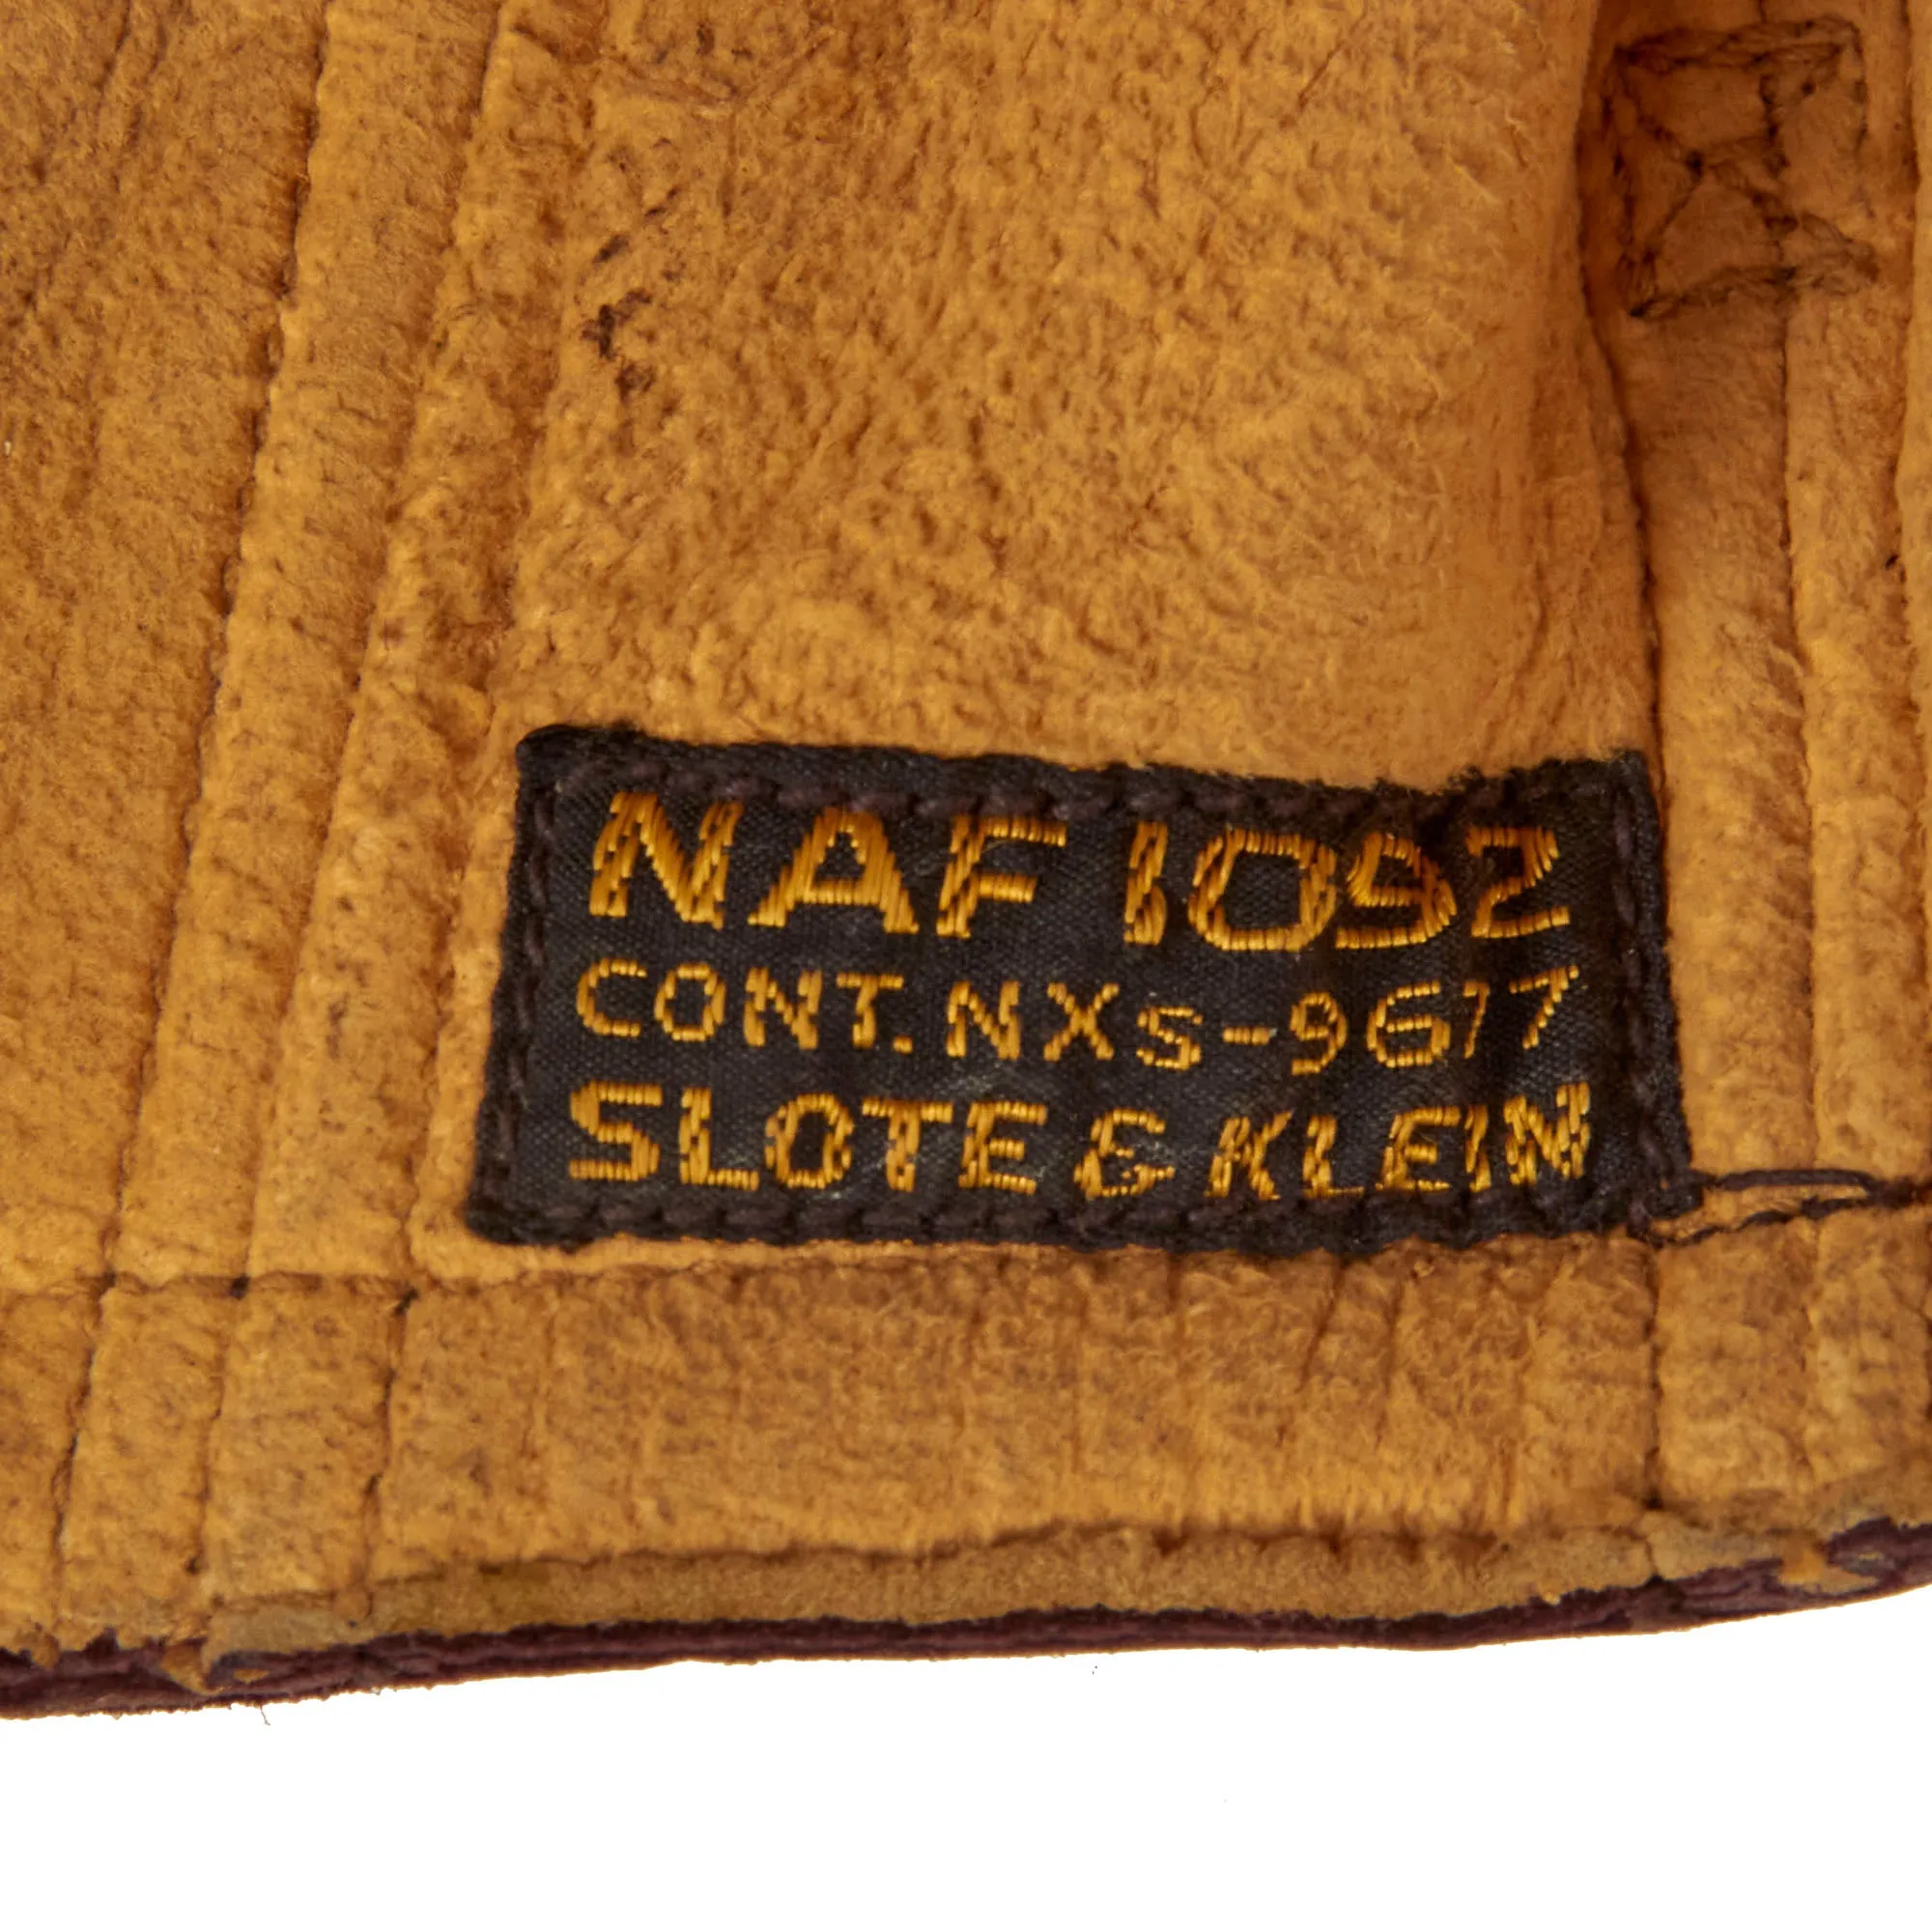 NAF 1092
CONT. NXs-9617
SLOTE & KLEIN